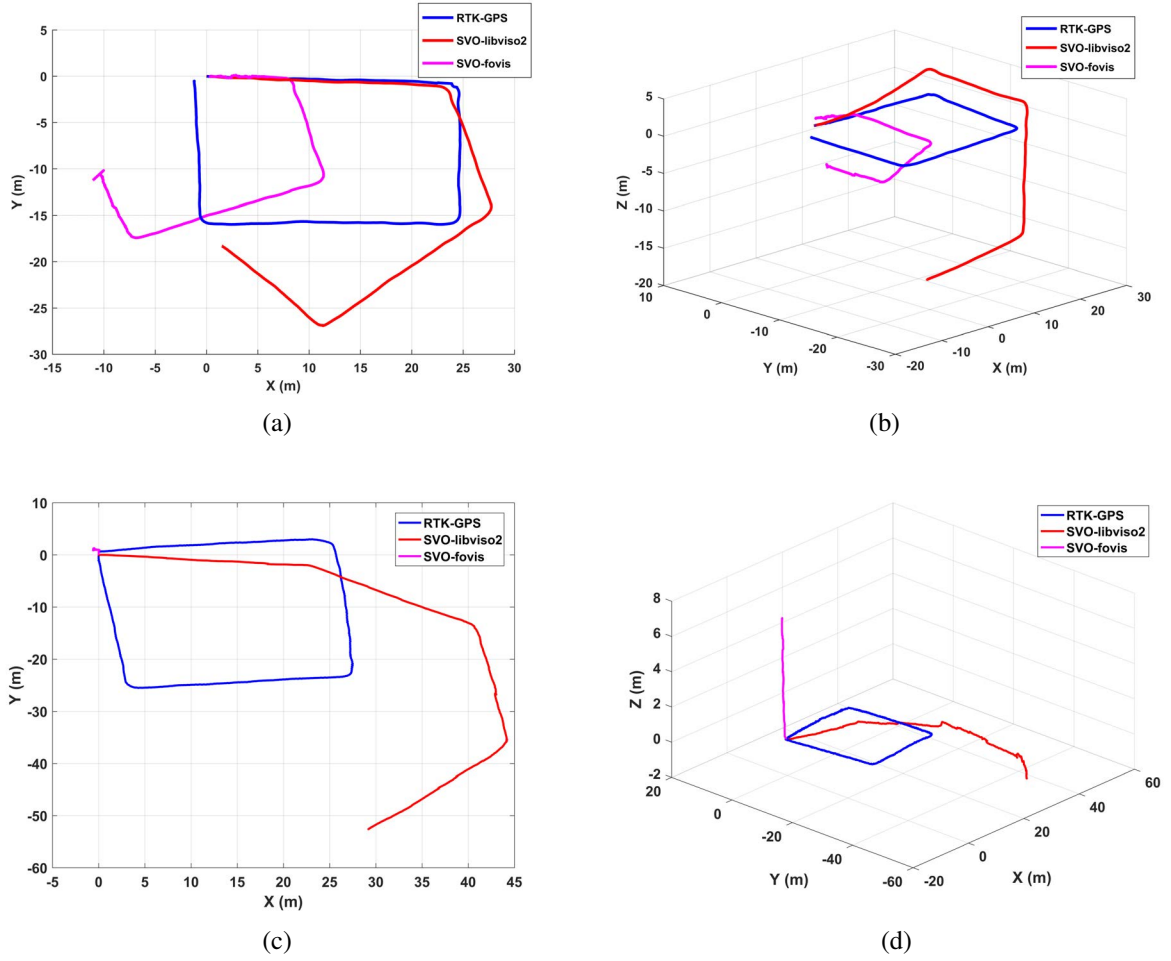 5
0
-5
-10
-15
-20
-25
-30
-15
-10
-5
0
5
10
15
20
25
30
Y (m)
X (m)
RTK-GPS
SVO-libviso2
SVO-fovis
(a)
5
0
-5
-10
-15
-20
10
0
-10
-20
-30
-20
-10
0
10
20
30
Z (m)
Y (m)
X (m)
RTK-GPS
SVO-libviso2
SVO-fovis
(b)
10
0
-10
-20
-30
-40
-50
-60
-5
0
5
10
15
20
25
30
35
40
45
Y (m)
X (m)
RTK-GPS
SVO-libviso2
SVO-fovis
(c)
8
6
4
2
0
-2
20
0
-20
-40
-60
-20
0
20
40
60
Z (m)
Y (m)
X (m)
RTK-GPS
SVO-libviso2
SVO-fovis
(d)